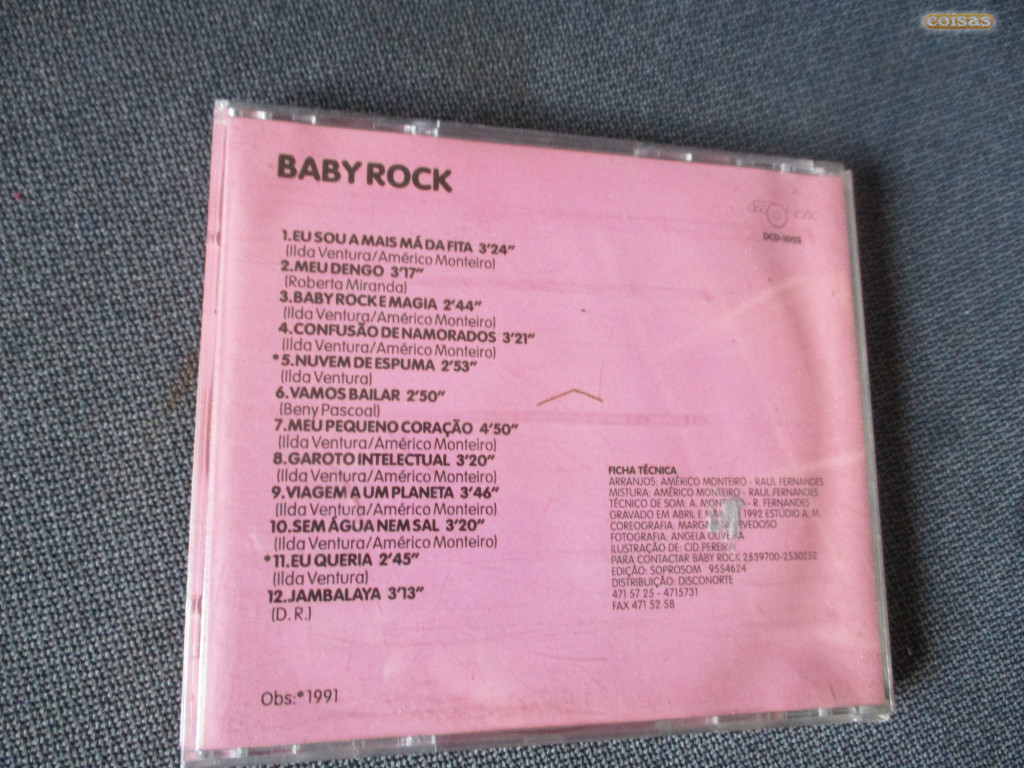 coisas
BABY ROCK
disc norte
DCD-1003
1.EU SOU A MAIS MÁ DA FITA 3'24"
(Ilda Ventura/Américo Monteiro)
2.MEU DENGO 3'17"
(Roberta Miranda)
3.BABY ROCK E MAGIA 2'44"
(Ilda Ventura/Américo Monteiro)
4.CONFUSÃO DE NAMORADOS 3'21"
(Ilda Ventura/Américo Monteiro)
*5.NUVEM DE ESPUMA 2'53"
(Ilda Ventura)
6.VAMOS BAILAR 2'50"
(Beny Pascoal)
7.MEU PEQUENO CORAÇÃO 4'50"
(Ilda Ventura/Américo Monteiro)
8.GAROTO INTELECTUAL 3'20"
(Ilda Ventura/Américo Monteiro)
9.VIAGEM A UM PLANETA 3'46"
(Ilda Ventura/Américo Monteiro)
10.SEM ÁGUA NEM SAL 3'20"
(Ilda Ventura/Américo Monteiro)
*11.EU QUERIA 2'45"
(Ilda Ventura)
12.JAMBALAYA 3'13"
(D. R.)
Obs:*1991
FICHA TÉCNICA
ARRANJOS: AMÉRICO MONTEIRO - RAUL FERNANDES
MISTURA: AMÉRICO MONTEIRO - RAUL FERNANDES
TÉCNICO DE SOM: A. - R. FERNANDES
GRAVADO EM ABRIL E 1992 ESTÚDIO A. M.
COREOGRAFIA:
FOTOGRAFIA: ANGELA OLIVEIRA
ILUSTRAÇÃO DE: CID PEREIRA
PARA CONTACTAR BABY ROCK 2539700-2530252
EDIÇÃO: SOPROSOM 9554624
DISTRIBUIÇÃO: DISCONORTE
471 57 25 - 4715731
FAX 471 52 58